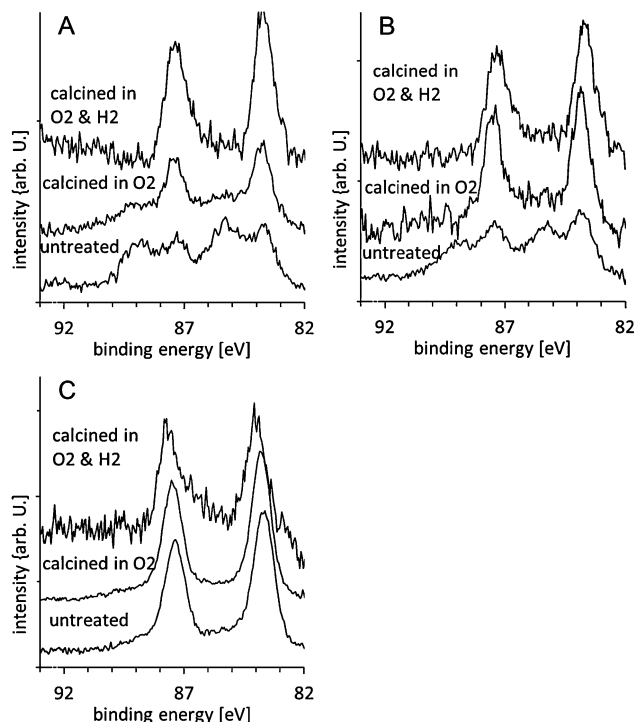 A
calcined in
O2 & H2
calcined in O2
untreated
intensity {arb. U.]
92
87
82
binding energy [eV]
B
calcined in
O2 & H2
calcined in O2
untreated
intensity {arb. U.]
92
87
82
binding energy [eV]
C
calcined in
O2 & H2
calcined in O2
untreated
intensity {arb. U.]
92
87
82
binding energy [eV]